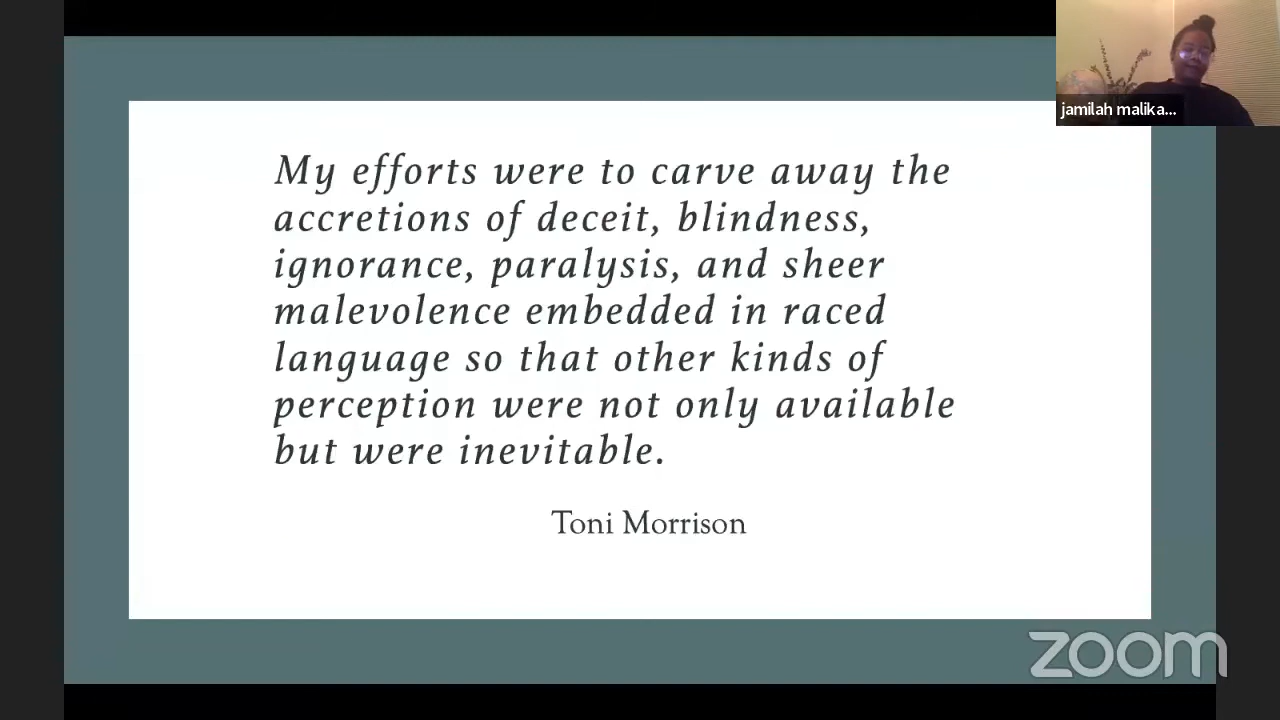 jamilah malika...
My efforts were to carve away the
accretions of deceit, blindness,
ignorance, paralysis, and sheer
malevolence embedded in raced
language so that other kinds of
perception were not only available
but were inevitable.
Toni Morrison
zoom